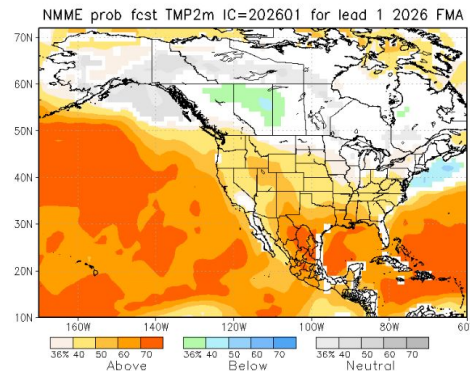 NMME prob fcst TMP2m IC=202601 for lead 1 2026 FMA
70N
60N
50N
40N
30N
20N
10N
160W 140W 120W 100W 80W 60
36% 40 50 60 70 36% 40 50 60 70 36% 40 50 60 70
Above Below Neutral